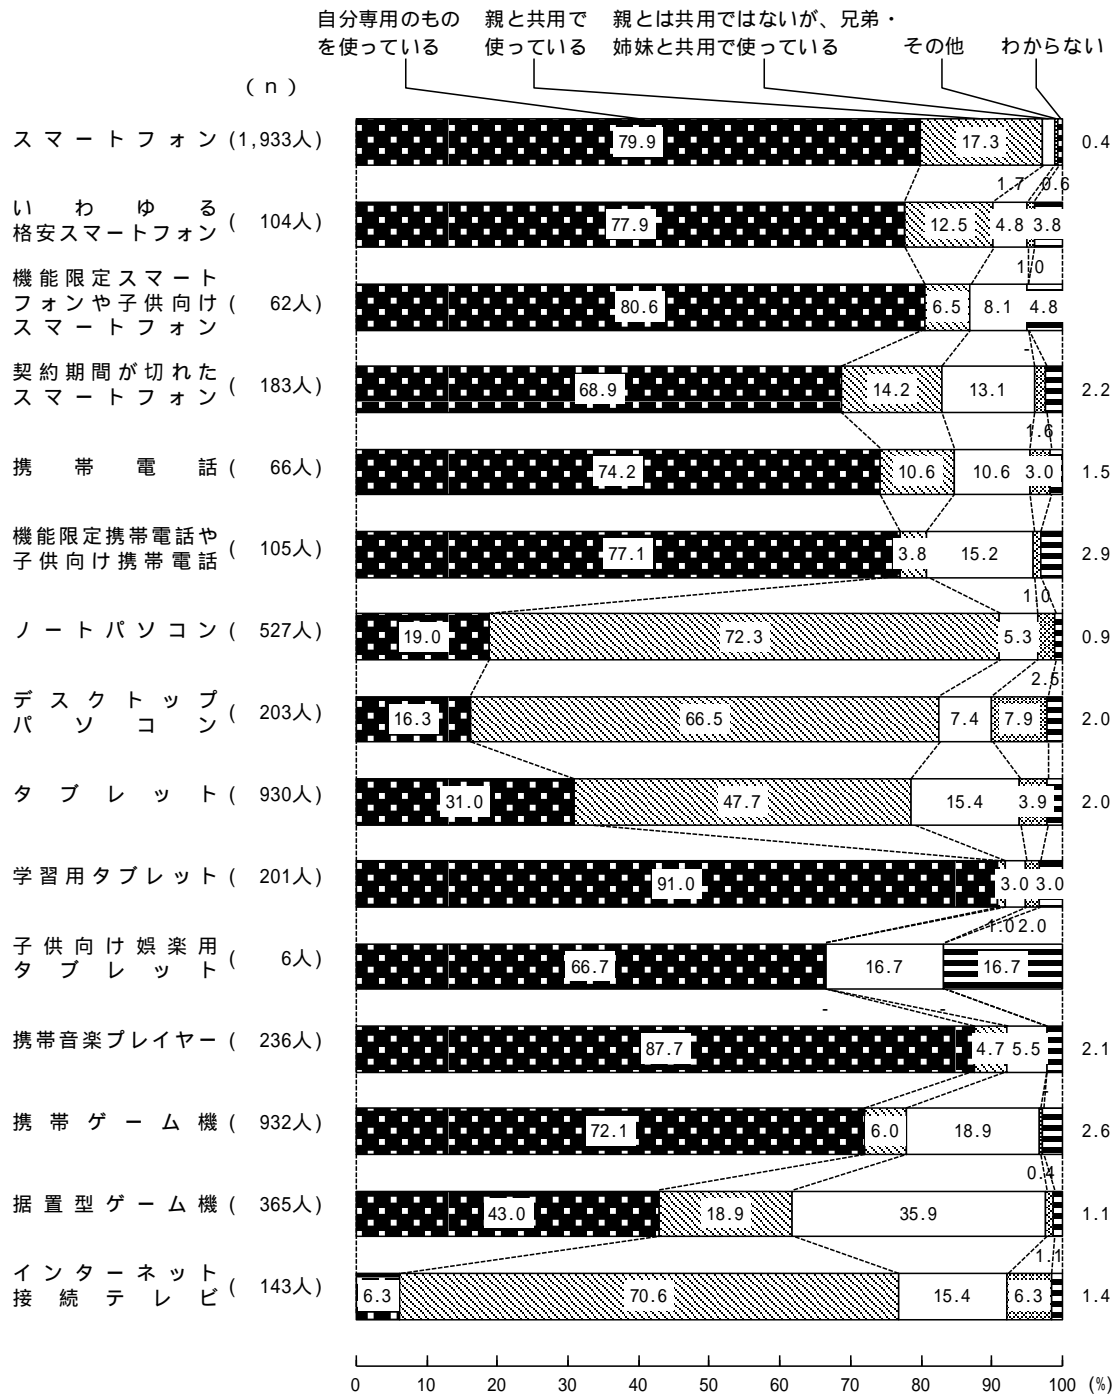 自分専用のもの 親と共用で 親とは共用ではないが、兄弟・
を使っている 使っている 姉妹と共用で使っている その他 わからない
(n)
スマートフォン (1,933人) 79.9 17.3 0.4
1.7 0.6
いわゆる
格安スマートフォン ( 104人) 77.9 12.5 4.8 3.8
1.0
機能限定スマート
フォンや子供向け ( 62人) 80.6 6.5 8.1 4.8
スマートフォン
-
契約期間が切れた
スマートフォン ( 183人) 68.9 14.2 13.1 2.2
1.6
携帯電話 ( 66人) 74.2 10.6 10.6 3.0 1.5
機能限定携帯電話や
子供向け携帯電話 ( 105人) 77.1 3.8 15.2 2.9
1.0
ノートパソコン ( 527人) 19.0 72.3 5.3 0.9
2.5
デスクトップ
パソコン ( 203人) 16.3 66.5 7.4 7.9 2.0
タブレット ( 930人) 31.0 47.7 15.4 3.9 2.0
学習用タブレット ( 201人) 91.0 3.0 3.0
1.0 2.0
子供向け娯楽用
タブレット ( 6人) 66.7 16.7 16.7
- -
携帯音楽プレイヤー ( 236人) 87.7 4.7 5.5 2.1
-
携帯ゲーム機 ( 932人) 72.1 6.0 18.9 2.6
0.4
据置型ゲーム機 ( 365人) 43.0 18.9 35.9 1.1
1.1
インターネット
接続テレビ ( 143人) 6.3 70.6 15.4 6.3 1.4
0 10 20 30 40 50 60 70 80 90 100 (%)